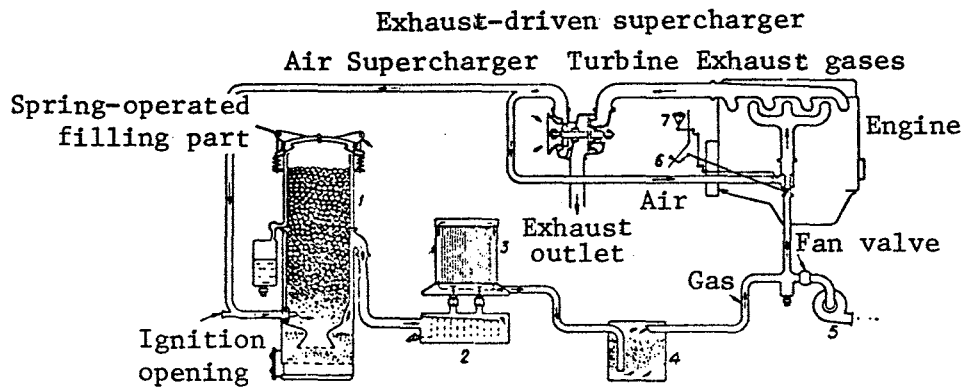 Exhaust-driven supercharger
Air Supercharger Turbine Exhaust gases
Spring-operated
filling part
Engine
7
6
1
Air
Exhaust
outlet
3
Fan valve
Gas
Ignition
opening
2
4
5